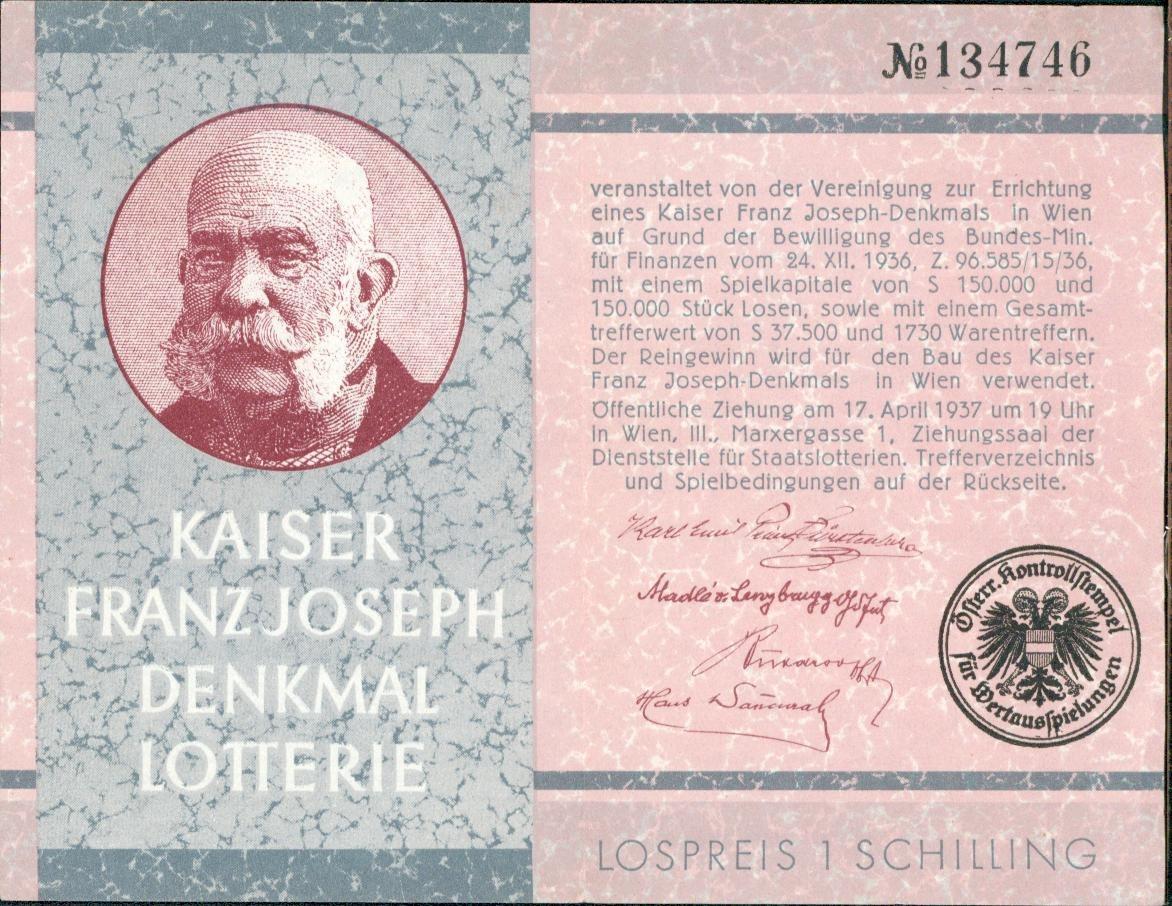 KAISER
FRANZ JOSEPH
DENKMAL
LOTTERIE
№ 134746
veranstaltet von der Vereinigung zur Errichtung
eines Kaiser Franz Joseph-Denkmals in Wien
auf Grund der Bewilligung des Bundes-Min.
für Finanzen vom 24. XII. 1936, Z. 96.585/15/36,
mit einem Spielkapitale von S 150.000 und
150.000 Stück Losen, sowie mit einem Gesamt-
trefferwert von S 37.500 und 1730 Warentreffern.
Der Reingewinn wird für den Bau des Kaiser
Franz Joseph-Denkmals in Wien verwendet.
Öffentliche Ziehung am 17. April 1937 um 19 Uhr
in Wien, III., Marxergasse 1, Ziehungssaal der
Dienststelle für Staatslotterien. Trefferverzeichnis
und Spielbedingungen auf der Rückseite.
Karl Emil
Hans
Österr. Kontrollstempel
für Wertausspielungen
LOSPREIS 1 SCHILLING